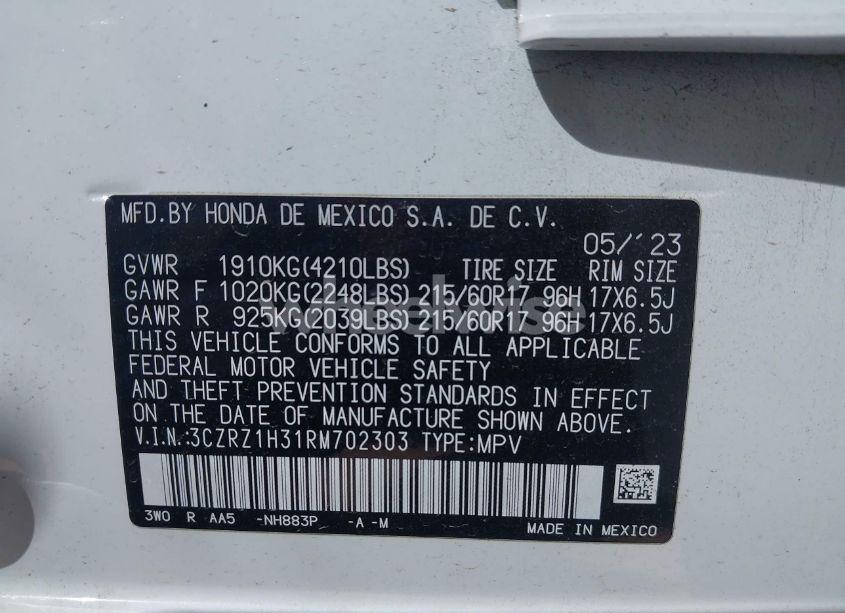 MFD.BY HONDA DE MEXICO S.A. DE C.V.
05/'23
GVWR 1910KG(4210LBS) TIRE SIZE RIM SIZE
GAWR F 1020KG(2248LBS) 215/60R17 96H 17X6.5J
GAWR R 925KG(2039LBS) 215/60R17 96H 17X6.5J
THIS VEHICLE CONFORMS TO ALL APPLICABLE
FEDERAL MOTOR VEHICLE SAFETY
AND THEFT PREVENTION STANDARDS IN EFFECT
ON THE DATE OF MANUFACTURE SHOWN ABOVE.
V.I.N.:3CZRZ1H31RM702303 TYPE:MPV
3W0 R AA5 -NH883P -A -M
MADE IN MEXICO